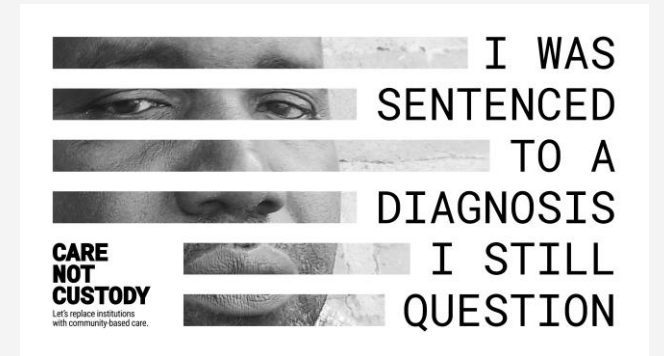 I WAS
SENTENCED
TO A
DIAGNOSIS
I STILL
QUESTION
CARE
NOT
CUSTODY
Let's replace institutions
with community-based care.